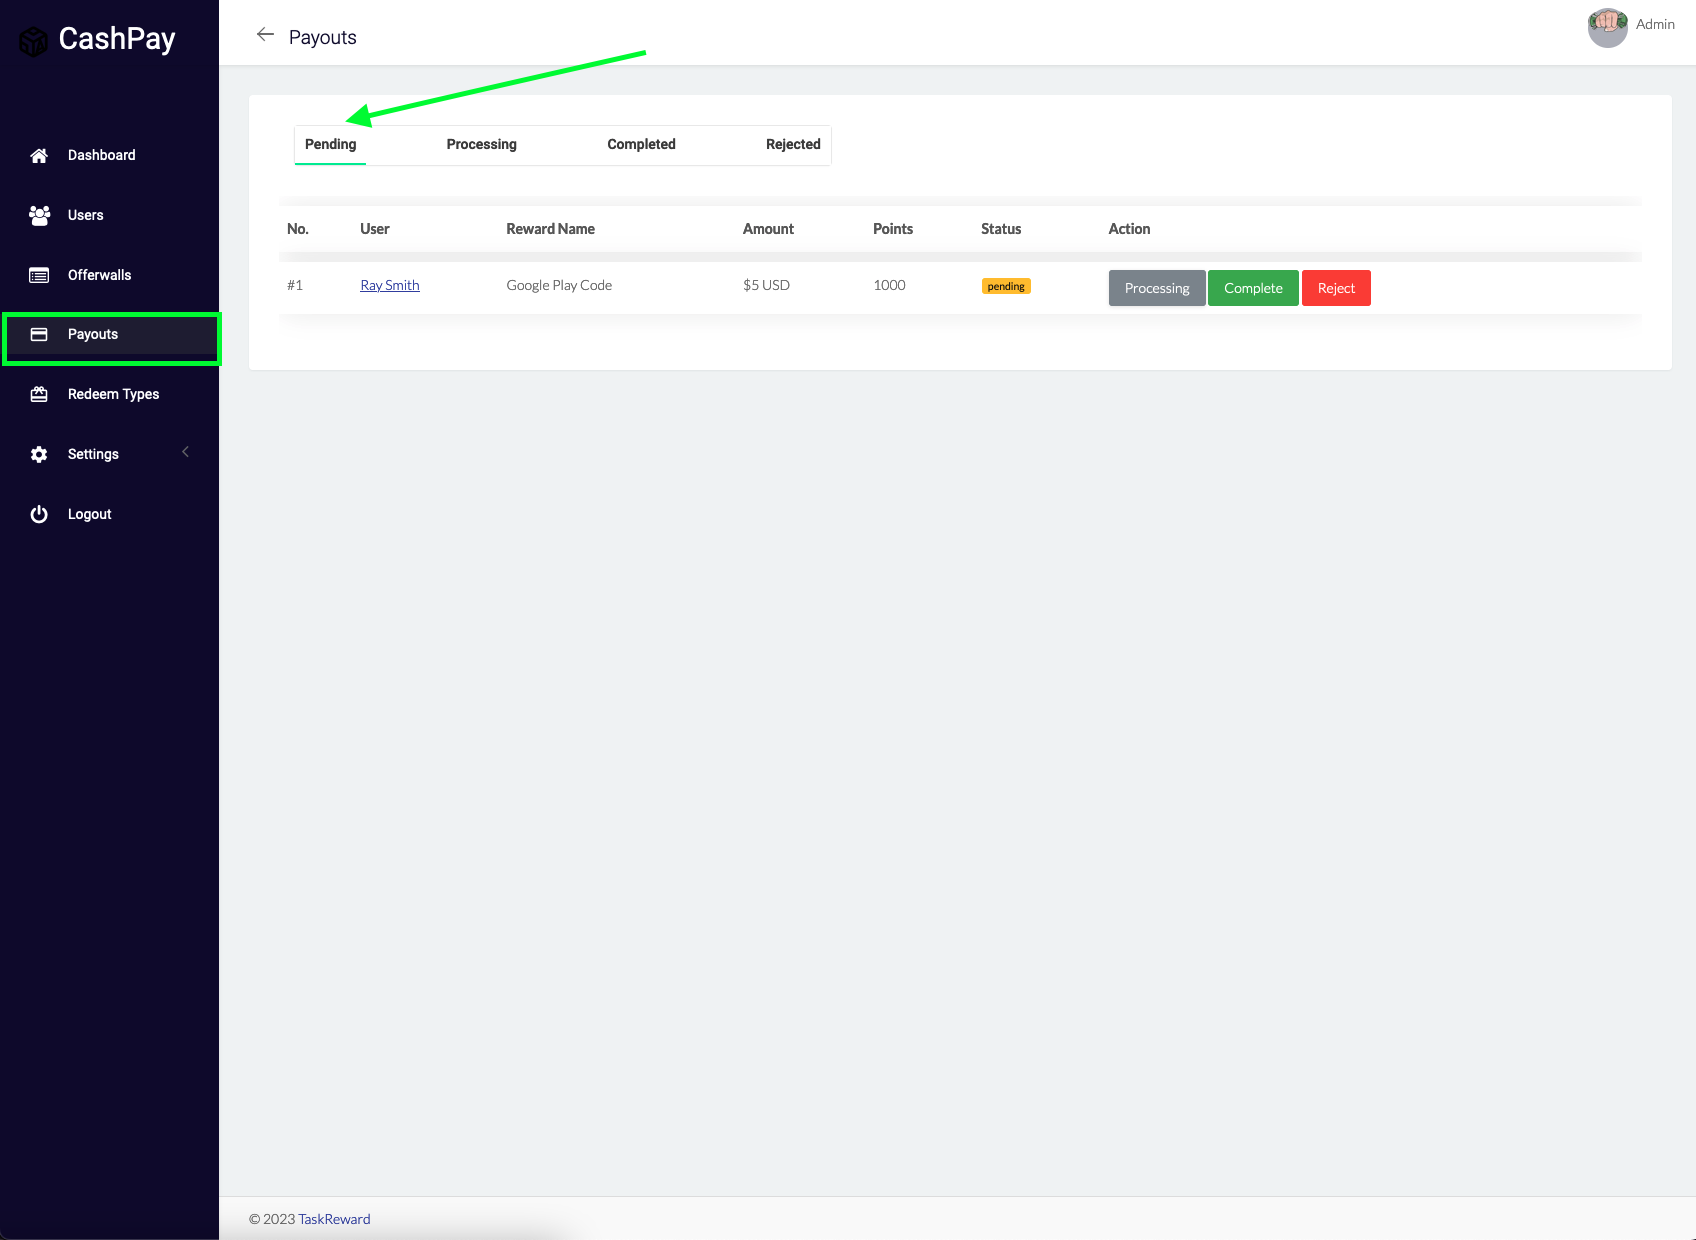 CashPay
Payouts
Admin
Dashboard
Users
Offerwalls
Payouts
Redeem Types
Settings
Logout
Pending Processing Completed Rejected
No. User Reward Name Amount Points Status Action
#1 Ray Smith Google Play Code $5 USD 1000 pending Processing Complete Reject
© 2023 TaskReward